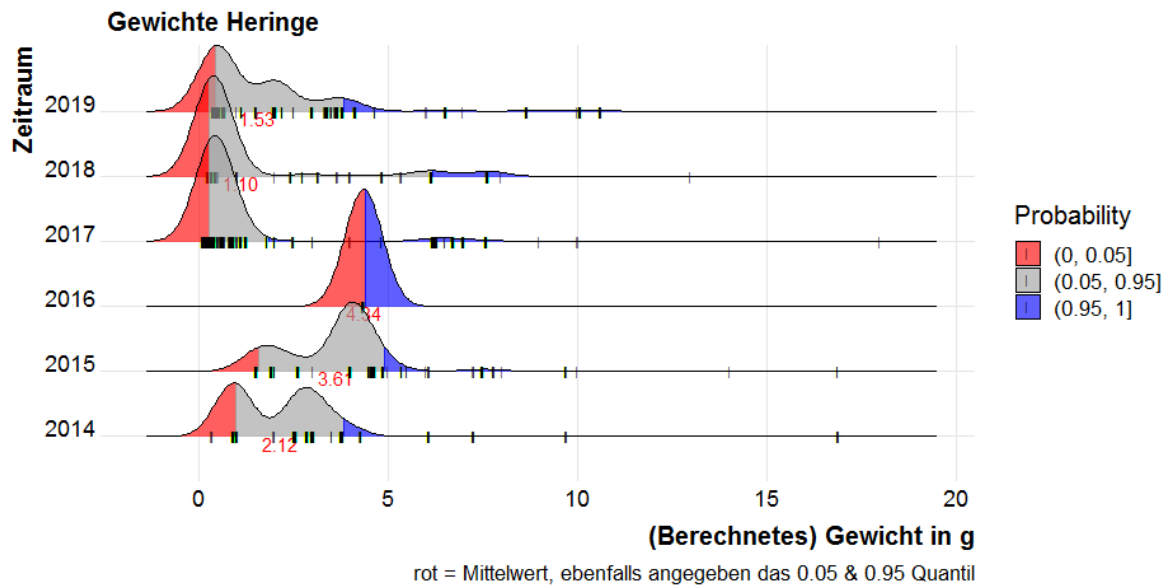 Gewichte Heringe
Zeitraum
2019
1.53
2018
1.10
2017
2016
4.34
2015
3.61
2014
2.12
0 5 10 15 20
(Berechnetes) Gewicht in g
rot = Mittelwert, ebenfalls angegeben das 0.05 & 0.95 Quantil
Probability
(0, 0.05]
(0.05, 0.95]
(0.95, 1]